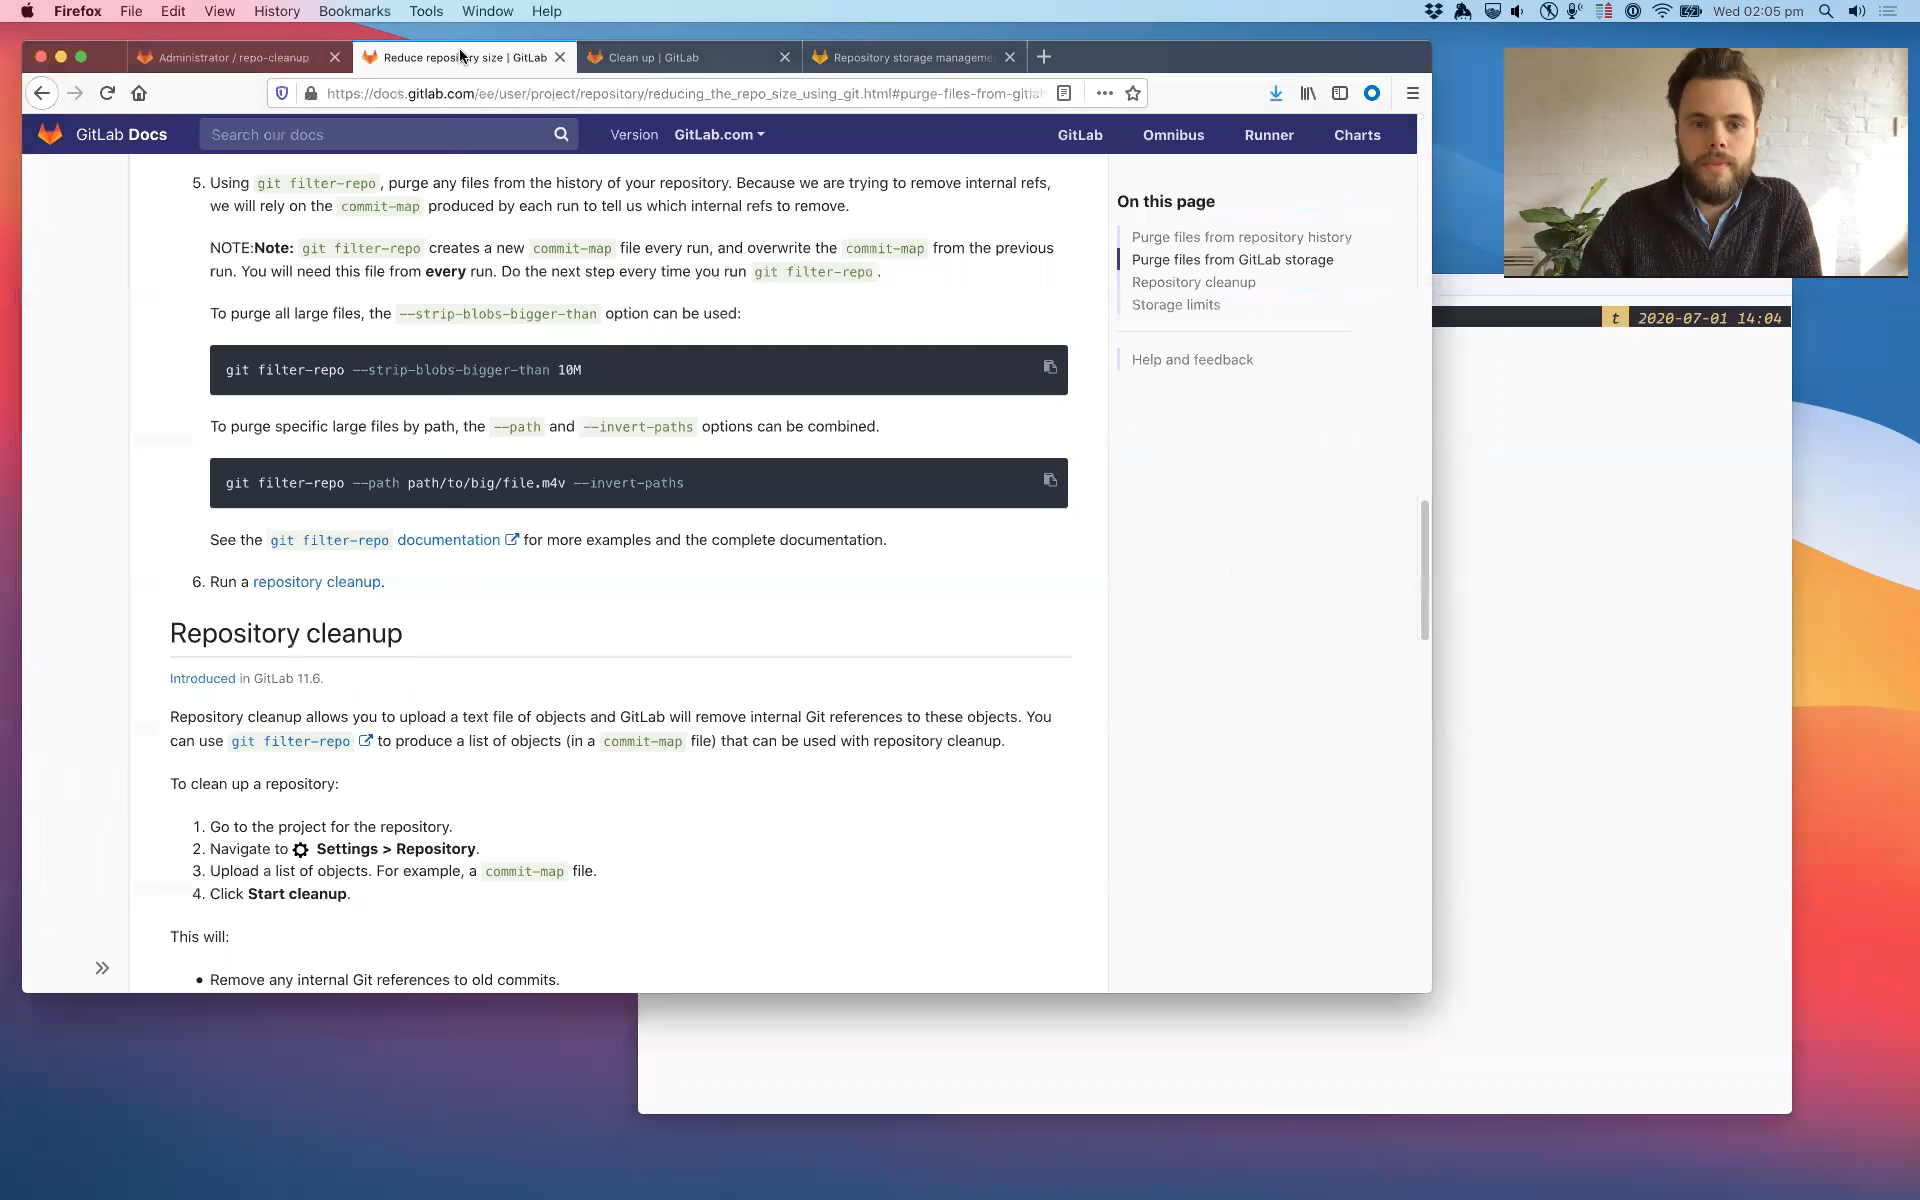 Firefox File Edit View History Bookmarks Tools Window Help Wed 02:05 pm
Administrator / repo-cleanup Reduce repository size | GitLab Clean up | GitLab Repository storage manageme
https://docs.gitlab.com/ee/user/project/repository/reducing_the_repo_size_using_git.html#purge-files-from-gitlab
GitLab Docs Search our docs Version GitLab.com GitLab Omnibus Runner Charts
5. Using git filter-repo, purge any files from the history of your repository. Because we are trying to remove internal refs,
we will rely on the commit-map produced by each run to tell us which internal refs to remove.
NOTE:Note: git filter-repo creates a new commit-map file every run, and overwrite the commit-map from the previous
run. You will need this file from every run. Do the next step every time you run git filter-repo.
To purge all large files, the --strip-blobs-bigger-than option can be used:
git filter-repo --strip-blobs-bigger-than 10M
To purge specific large files by path, the --path and --invert-paths options can be combined.
git filter-repo --path path/to/big/file.m4v --invert-paths
See the git filter-repo documentation for more examples and the complete documentation.
6. Run a repository cleanup.
Repository cleanup
Introduced in GitLab 11.6.
Repository cleanup allows you to upload a text file of objects and GitLab will remove internal Git references to these objects. You
can use git filter-repo to produce a list of objects (in a commit-map file) that can be used with repository cleanup.
To clean up a repository:
1. Go to the project for the repository.
2. Navigate to Settings > Repository.
3. Upload a list of objects. For example, a commit-map file.
4. Click Start cleanup.
This will:
• Remove any internal Git references to old commits.
On this page
Purge files from repository history
Purge files from GitLab storage
Repository cleanup
Storage limits
Help and feedback
t 2020-07-01 14:04